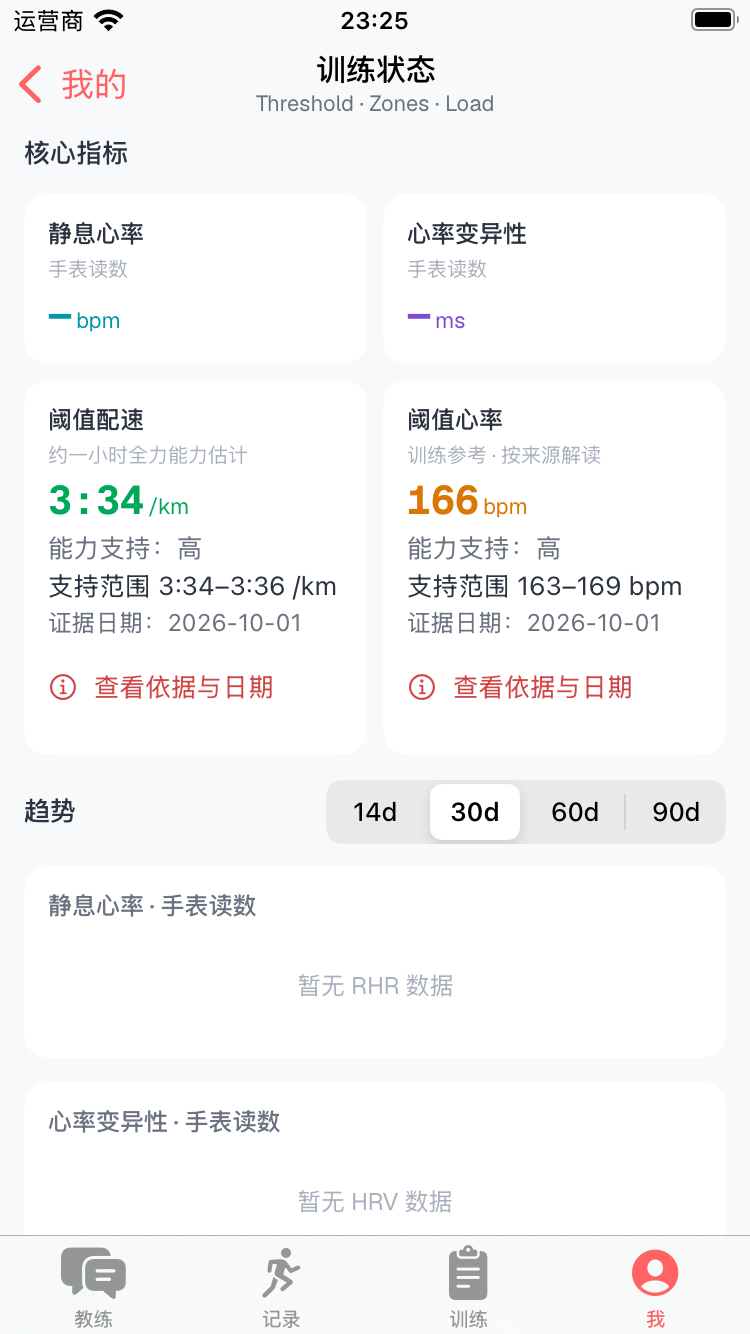 运营商
23:25
我的
训练状态
Threshold · Zones · Load
核心指标
静息心率
手表读数
– bpm
心率变异性
手表读数
– ms
阈值配速
约一小时全力能力估计
3:34 /km
能力支持：高
支持范围 3:34–3:36 /km
证据日期：2026-10-01
查看依据与日期
阈值心率
训练参考 · 按来源解读
166 bpm
能力支持：高
支持范围 163–169 bpm
证据日期：2026-10-01
查看依据与日期
趋势
14d 30d 60d 90d
静息心率 · 手表读数
暂无 RHR 数据
心率变异性 · 手表读数
暂无 HRV 数据
教练 记录 训练 我